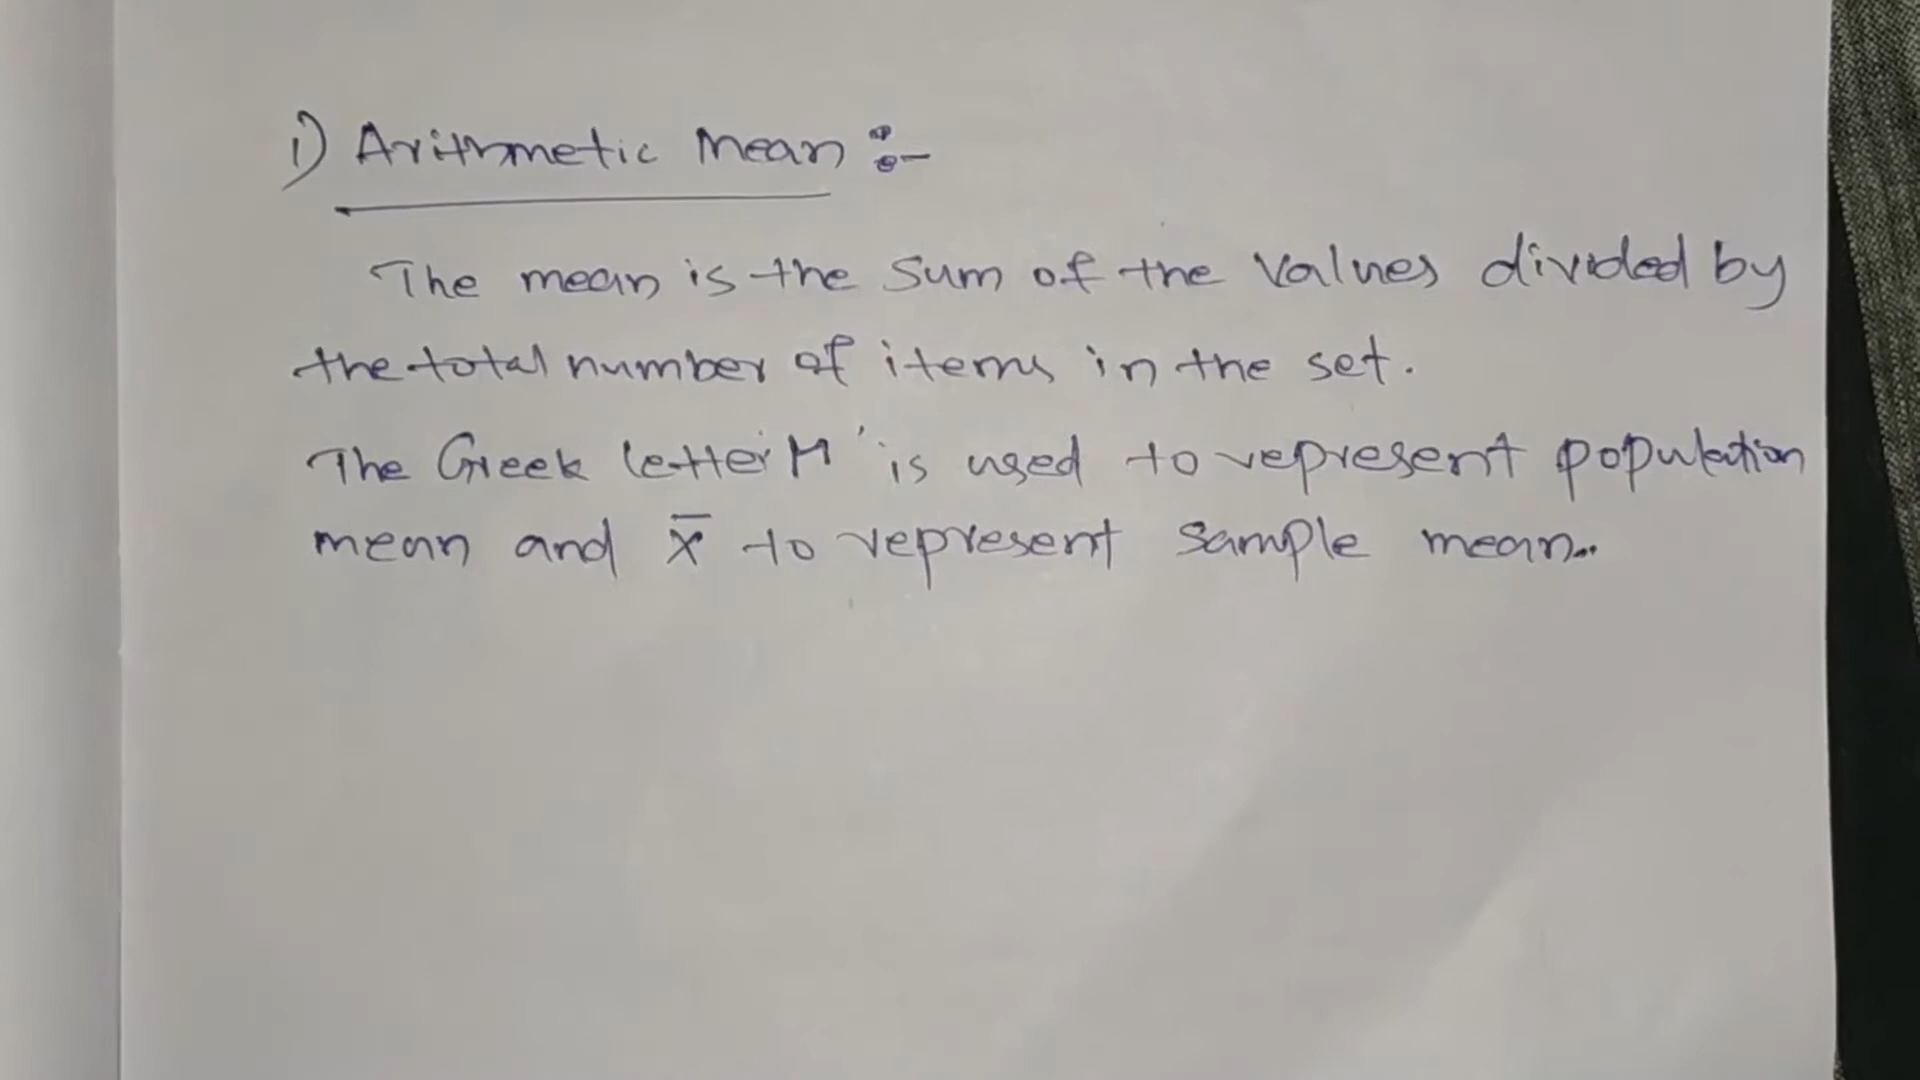 1) Arithmetic Mean :-
The mean is the sum of the values divided by
the total number of items in the set.
The Greek letter 'M' is used to represent population
mean and x̄ to represent sample mean..